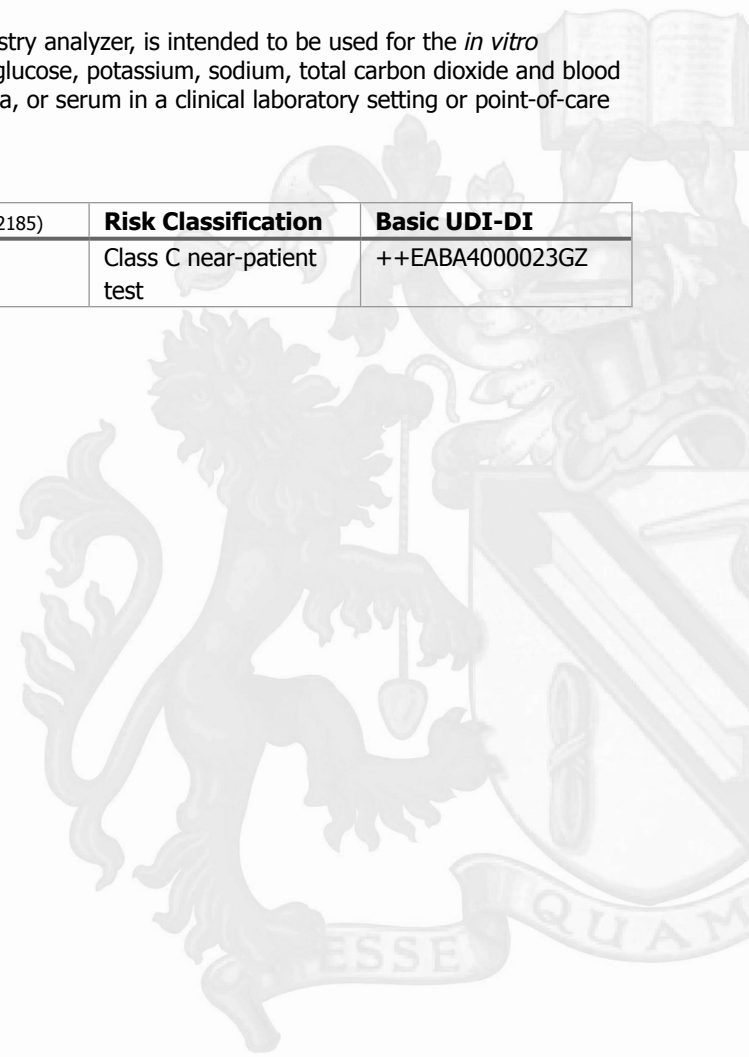 stry analyzer, is intended to be used for the in vitro
glucose, potassium, sodium, total carbon dioxide and blood
a, or serum in a clinical laboratory setting or point-of-care
2185) Risk Classification Basic UDI-DI
Class C near-patient ++EABA4000023GZ
test
ESSE QUAM